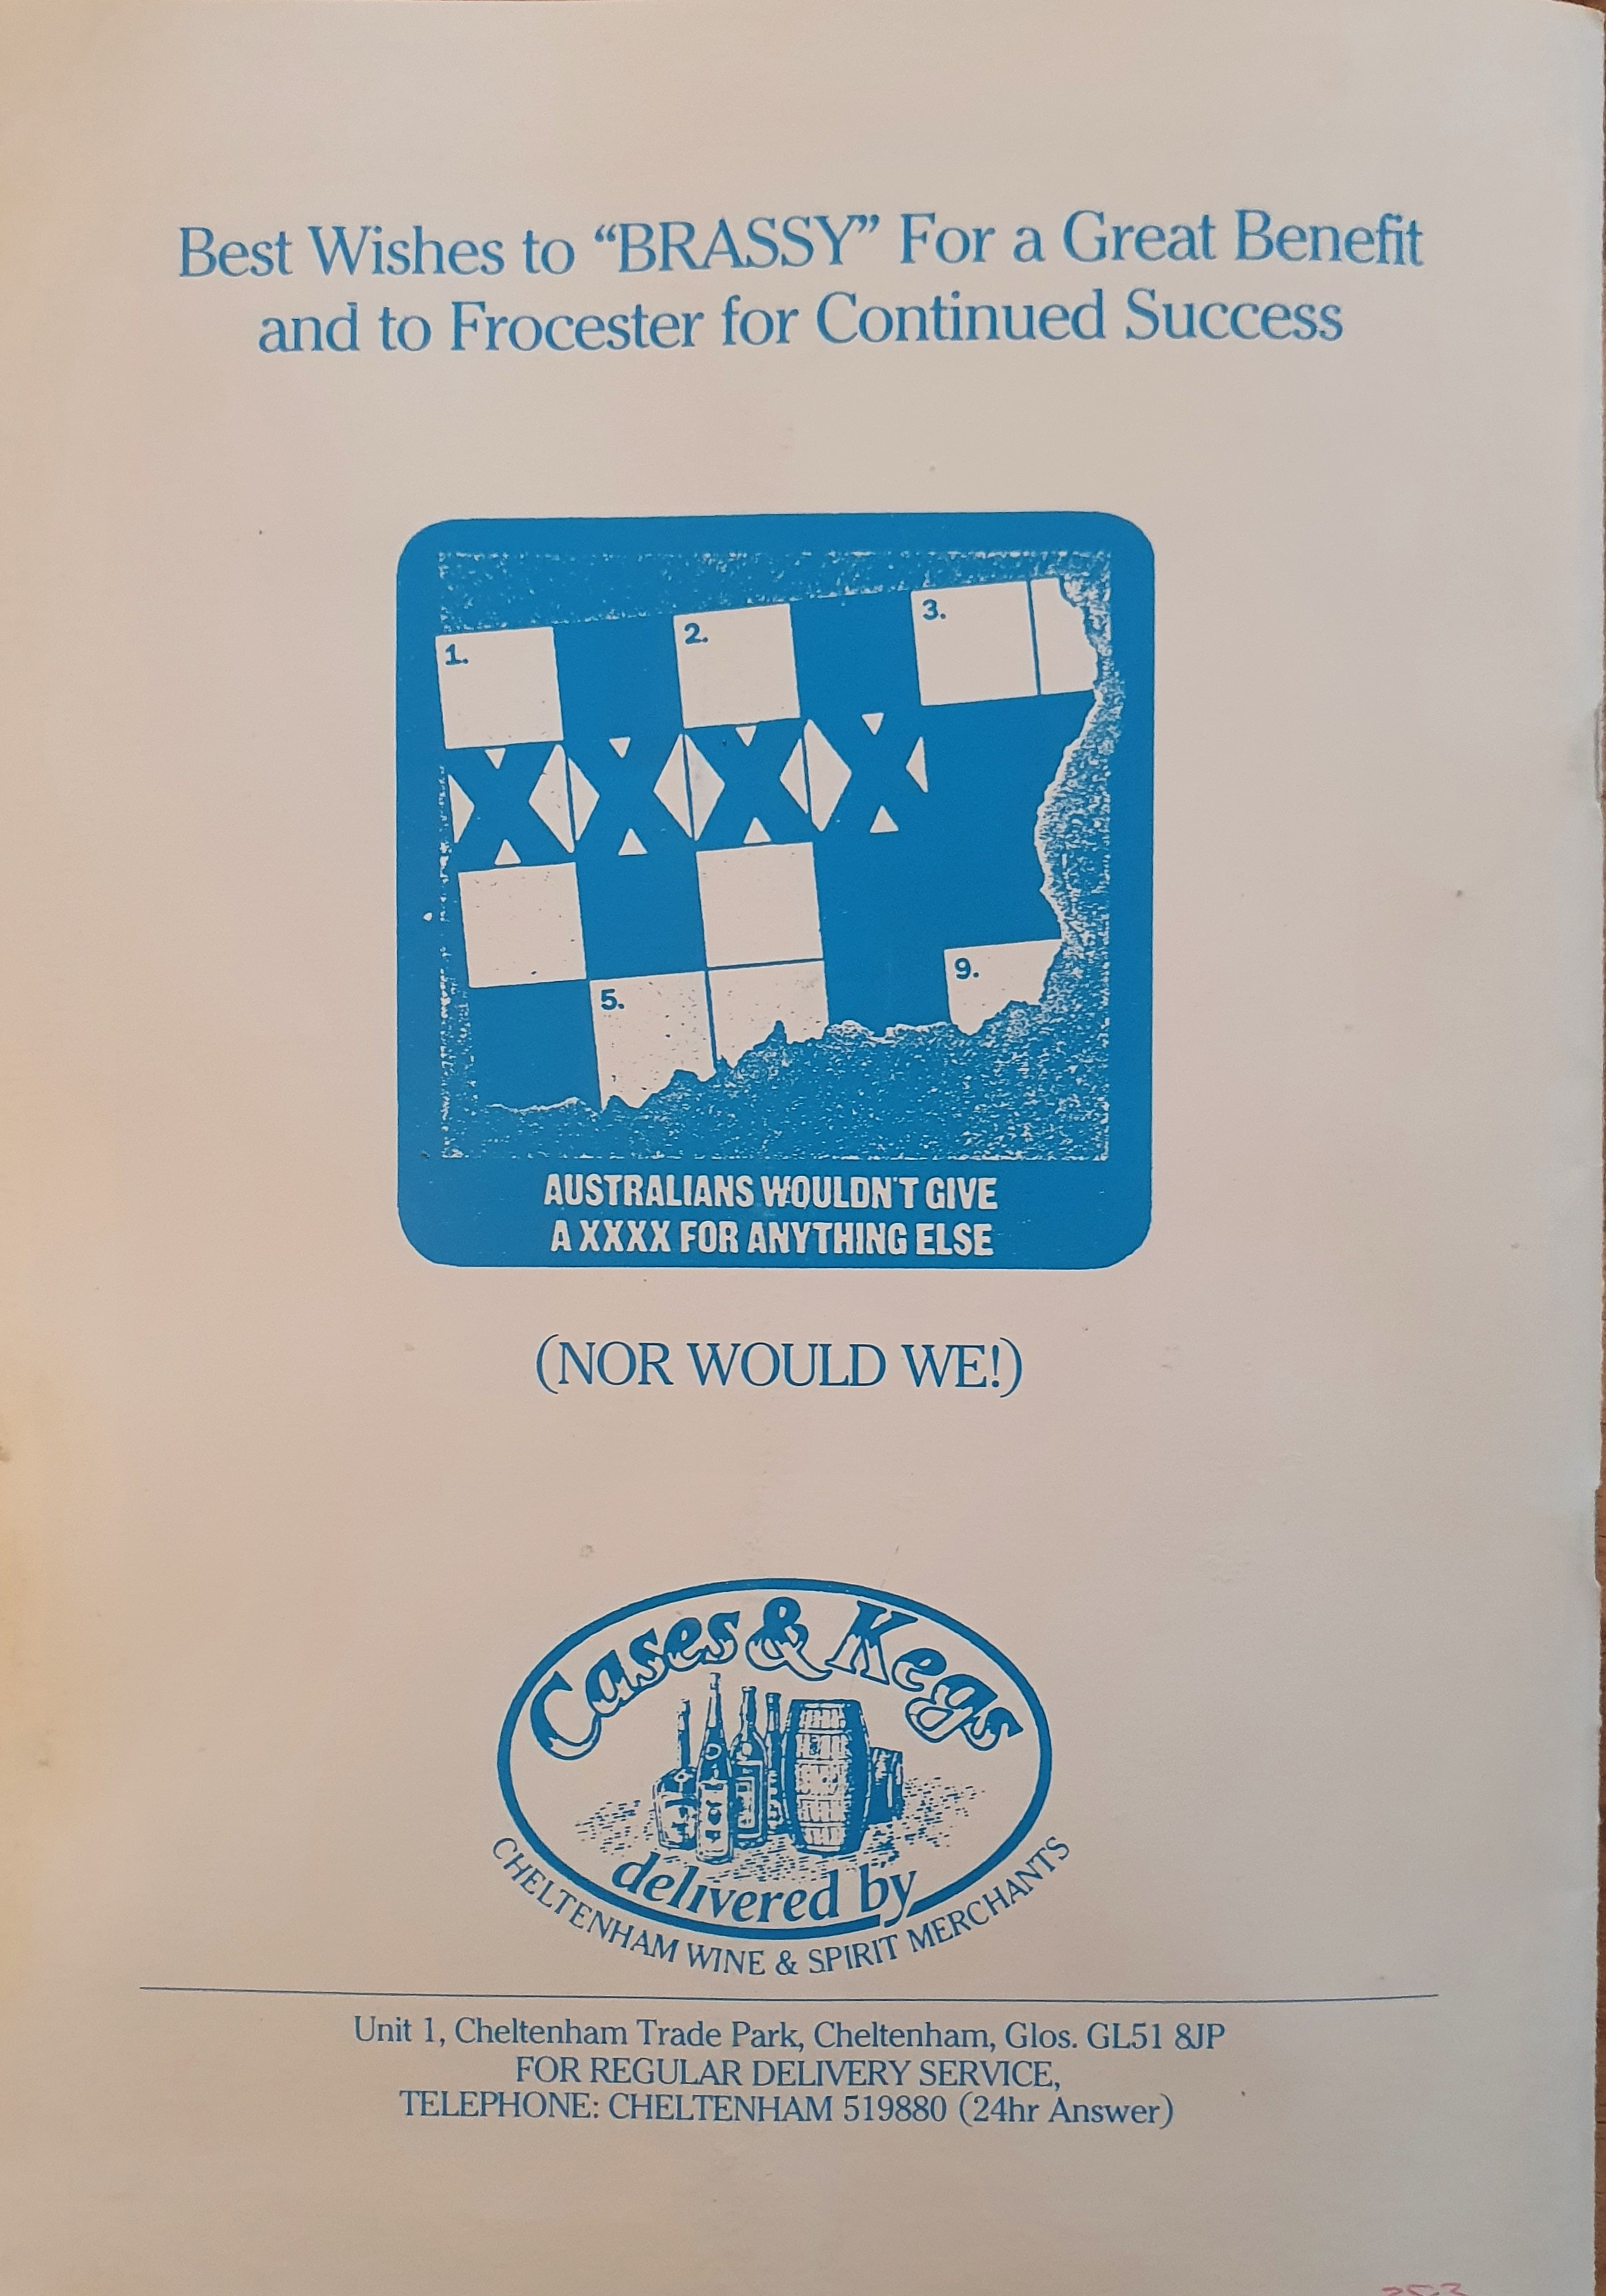 Best Wishes to “BRASSY” For a Great Benefit
and to Frocester for Continued Success
1.
2.
3.
XXXX
5.
9.
AUSTRALIANS WOULDN'T GIVE
A XXXX FOR ANYTHING ELSE
(NOR WOULD WE!)
Cases & Kegs
delivered by
CHELTENHAM WINE & SPIRIT MERCHANTS
Unit 1, Cheltenham Trade Park, Cheltenham, Glos. GL51 8JP
FOR REGULAR DELIVERY SERVICE,
TELEPHONE: CHELTENHAM 519880 (24hr Answer)